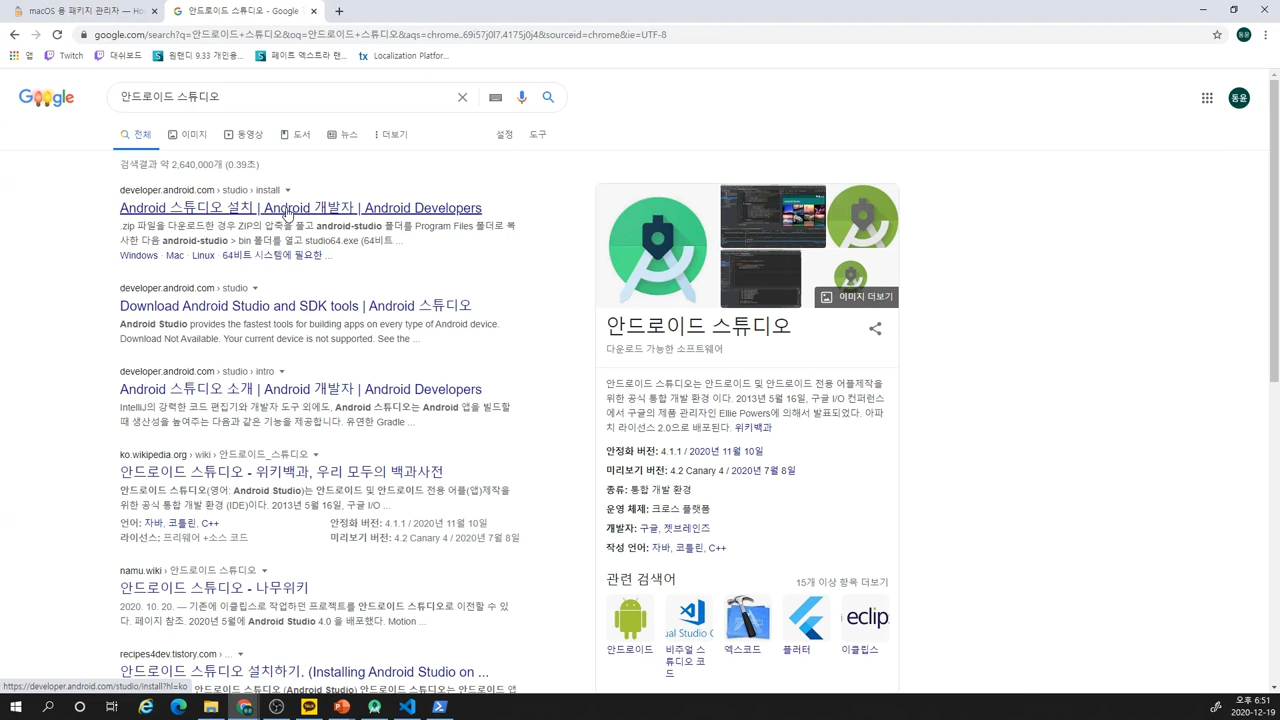 macOS 용 패키지 관리자 — Hom
안드로이드 스튜디오 - Google
google.com/search?q=안드로이드+스튜디오&oq=안드로이드+스튜디오&aqs=chrome..69i57j0l7.4175j0j4&sourceid=chrome&ie=UTF-8
동윤
앱
Twitch
대쉬보드
원랜디 9.33 개인용...
페이트 엑스트라 랜...
Localization Platfor...
안드로이드 스튜디오
동윤
전체
이미지
동영상
도서
뉴스
더보기
설정
도구
검색결과 약 2,640,000개 (0.39초)
developer.android.com › studio › install
Android 스튜디오 설치 | Android 개발자 | Android Developers
zip 파일을 다운로드한 경우 ZIP의 압축을 풀고 android-studio 폴더를 Program Files 폴더로 복
사한 다음 android-studio > bin 폴더를 열고 studio64.exe (64비트 ...
Windows · Mac · Linux · 64비트 시스템에 필요한 ...
developer.android.com › studio
Download Android Studio and SDK tools | Android 스튜디오
Android Studio provides the fastest tools for building apps on every type of Android device.
Download Not Available. Your current device is not supported. See the ...
developer.android.com › studio › intro
Android 스튜디오 소개 | Android 개발자 | Android Developers
IntelliJ의 강력한 코드 편집기와 개발자 도구 외에도, Android 스튜디오는 Android 앱을 빌드할
때 생산성을 높여주는 다음과 같은 기능을 제공합니다. 유연한 Gradle ...
ko.wikipedia.org › wiki › 안드로이드_스튜디오
안드로이드 스튜디오 - 위키백과, 우리 모두의 백과사전
안드로이드 스튜디오(영어: Android Studio)는 안드로이드 및 안드로이드 전용 어플(앱)제작을
위한 공식 통합 개발 환경 (IDE)이다. 2013년 5월 16일, 구글 I/O ...
언어: 자바, 코틀린, C++
안정화 버전: 4.1.1 / 2020년 11월 10일
라이선스: 프리웨어 +소스 코드
미리보기 버전: 4.2 Canary 4 / 2020년 7월 8일
namu.wiki › 안드로이드 스튜디오
안드로이드 스튜디오 - 나무위키
2020. 10. 20. — 기존에 이클립스로 작업하던 프로젝트를 안드로이드 스튜디오로 이전할 수 있
다. 페이지 참조. 2020년 5월에 Android Studio 4.0 을 배포했다. Motion ...
recipes4dev.tistory.com › ...
안드로이드 스튜디오 설치하기. (Installing Android Studio on ...
안드로이드 스튜디오 (Android Studio) 안드로이드 스튜디오는 안드로이드 앱
https://developer.android.com/studio/install?hl=ko
이미지 더보기
안드로이드 스튜디오
다운로드 가능한 소프트웨어
안드로이드 스튜디오는 안드로이드 및 안드로이드 전용 어플제작을
위한 공식 통합 개발 환경 이다. 2013년 5월 16일, 구글 I/O 컨퍼런스
에서 구글의 제품 관리자인 Ellie Powers에 의해서 발표되었다. 아파
치 라이선스 2.0으로 배포된다. 위키백과
안정화 버전: 4.1.1 / 2020년 11월 10일
미리보기 버전: 4.2 Canary 4 / 2020년 7월 8일
종류: 통합 개발 환경
운영 체제: 크로스 플랫폼
개발자: 구글, 젯브레인즈
작성 언어: 자바, 코틀린, C++
관련 검색어
15개 이상 항목 더보기
안드로이드
비주얼 스
튜디오 코
드
엑스코드
플러터
이클립스
오후 6:51
2020-12-19